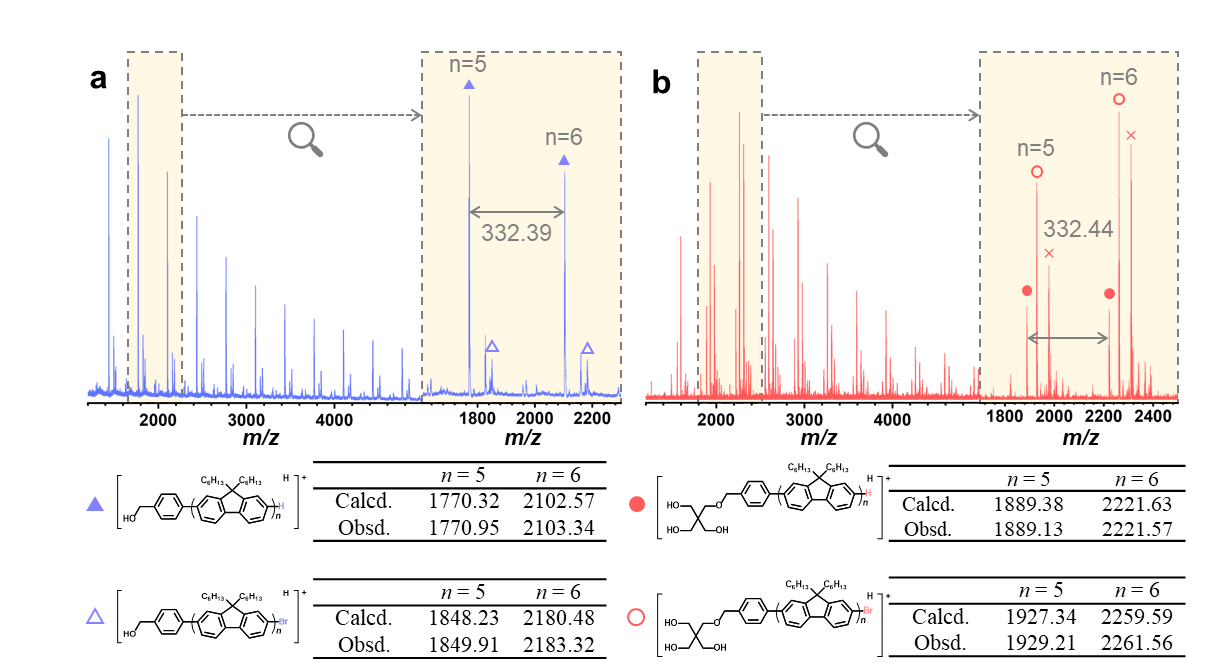 a
n=5
n=6
332.39
1800 2000 2200
2000 3000 4000
m/z
m/z
b
n=5
n=6
332.44
1800 2000 2200 2400
2000 3000 4000
m/z
m/z
C6H13 C6H13 H +
HO n H
n = 5 n = 6
Calcd. 1770.32 2102.57
Obsd. 1770.95 2103.34
C6H13 C6H13 H +
HO O HO OH n H
n = 5 n = 6
Calcd. 1889.38 2221.63
Obsd. 1889.13 2221.57
C6H13 C6H13 H +
HO n Br
n = 5 n = 6
Calcd. 1848.23 2180.48
Obsd. 1849.91 2183.32
C6H13 C6H13 H +
HO O HO OH n Br
n = 5 n = 6
Calcd. 1927.34 2259.59
Obsd. 1929.21 2261.56